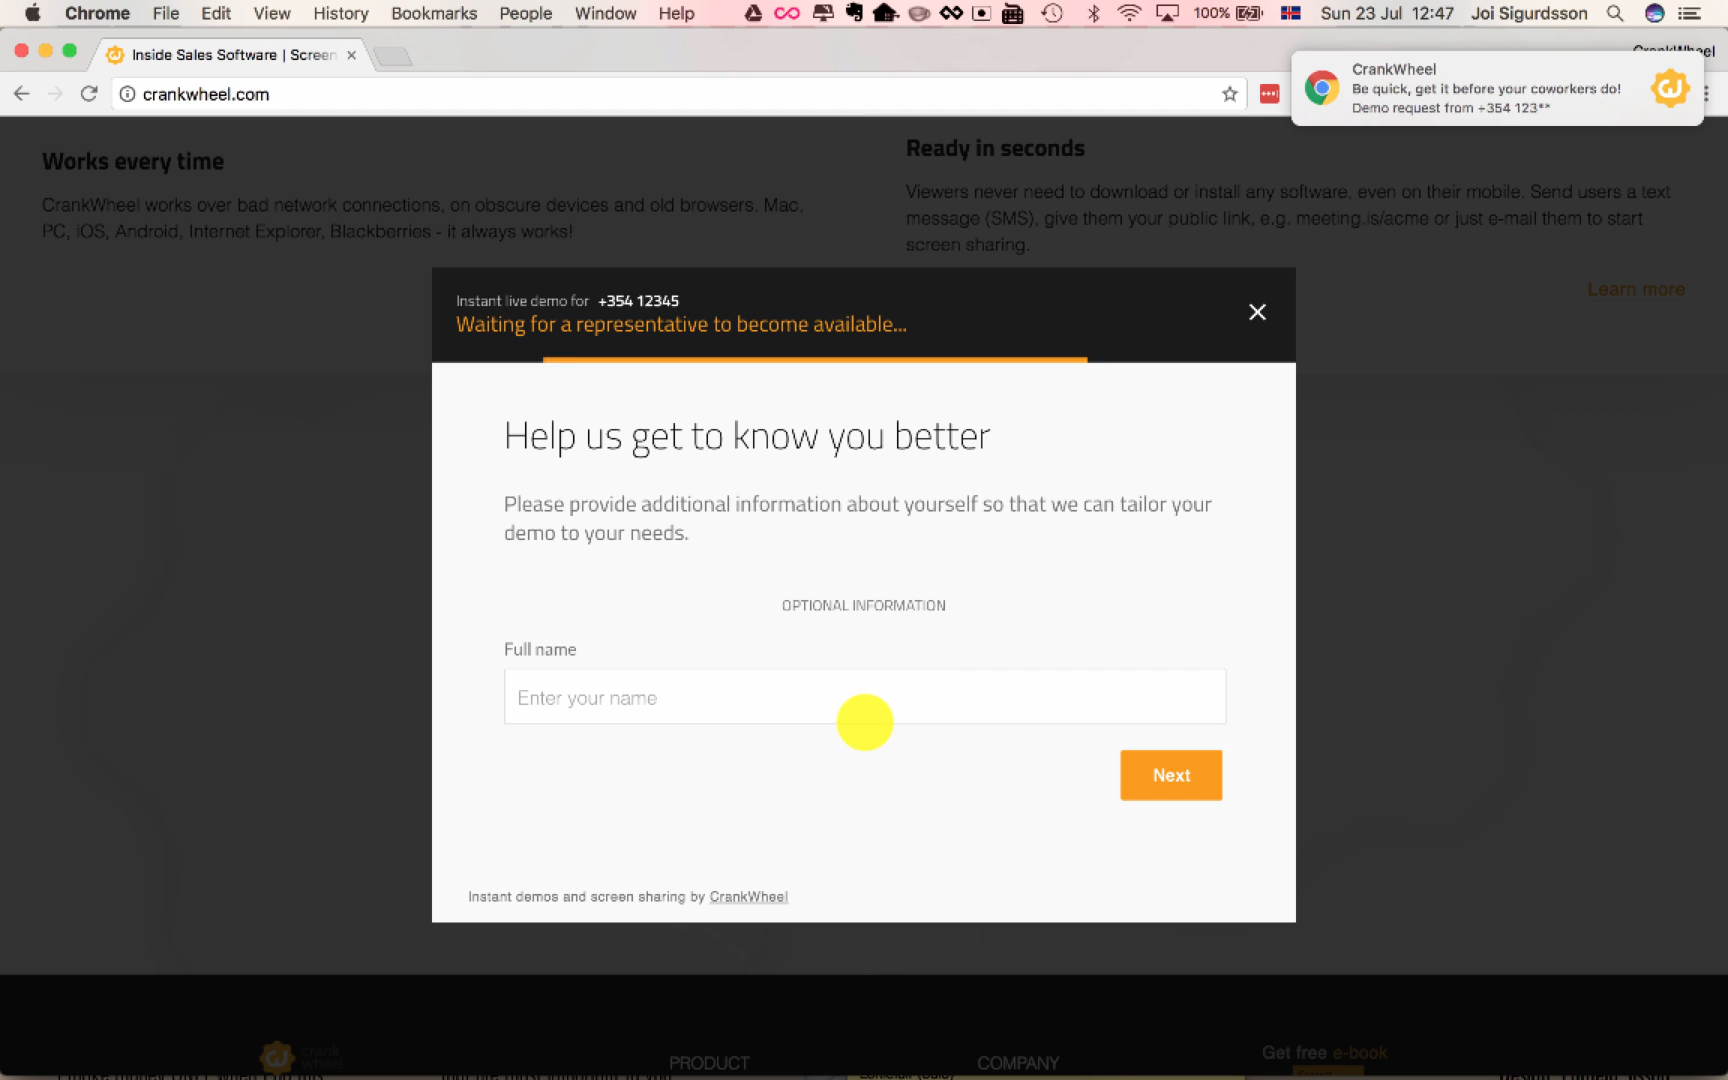 Chrome File Edit View History Bookmarks People Window Help 100% Sun 23 Jul 12:47 Joi Sigurdsson
Inside Sales Software | Screen
crankwheel.com
CrankWheel
Be quick, get it before your coworkers do!
Demo request from +354 123**
Works every time
CrankWheel works over bad network connections, on obscure devices and old browsers. Mac,
PC, iOS, Android, Internet Explorer, Blackberries - it always works!
Ready in seconds
Viewers never need to download or install any software, even on their mobile. Send users a text
message (SMS), give them your public link, e.g. meeting.is/acme or just e-mail them to start
screen sharing.
Learn more
Instant live demo for +354 12345
Waiting for a representative to become available...
Help us get to know you better
Please provide additional information about yourself so that we can tailor your
demo to your needs.
OPTIONAL INFORMATION
Full name
Enter your name
Next
Instant demos and screen sharing by CrankWheel
crank
wheel
PRODUCT
COMPANY
Get free e-book